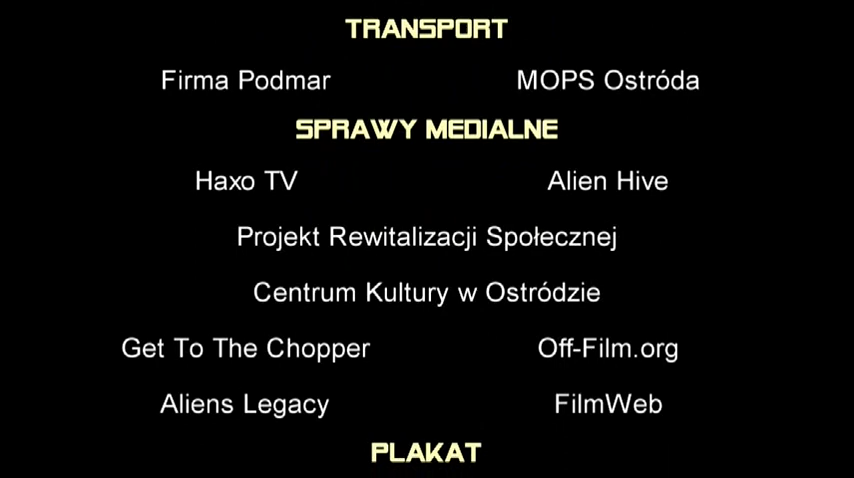 TRANSPORT
Firma Podmar MOPS Ostróda
SPRAWY MEDIALNE
Haxo TV Alien Hive
Projekt Rewitalizacji Społecznej
Centrum Kultury w Ostródzie
Get To The Chopper Off-Film.org
Aliens Legacy FilmWeb
PLAKAT